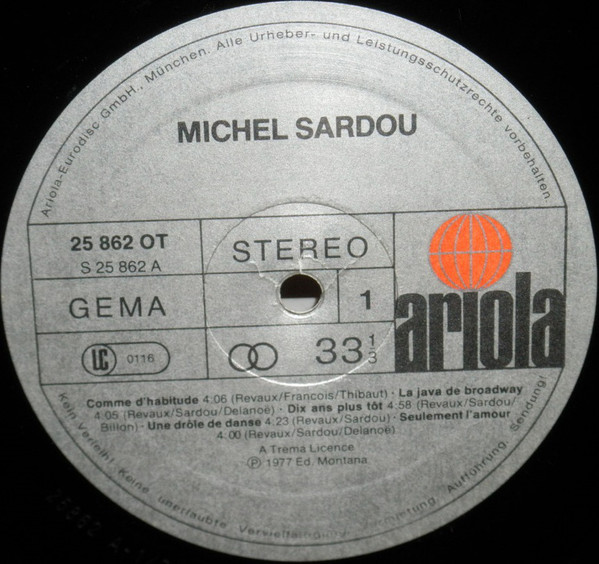 Ariola-Eurodisc GmbH., München. Alle Urheber- und Leistungsschutzrechte vorbehalten.
MICHEL SARDOU
25 862 OT
S 25 862 A
STEREO
GEMA
1
LC 0116
33 1/3
ariola
Comme d'habitude 4:06 (Revaux/Francois/Thibaut) · La java de broadway
4:05 (Revaux/Sardou/Delanoë) · Dix ans plus tôt 4:58 (Revaux/Sardou/
Billon) · Une drôle de danse 4:23 (Revaux/Sardou) · Seulement l'amour
4:00 (Revaux/Sardou/Delanoë)
A Trema Licence
Ⓟ 1977 Ed. Montana
Kein Verleih! Keine unerlaubte Vervielfältigung, Vermietung, Aufführung, Sendung!